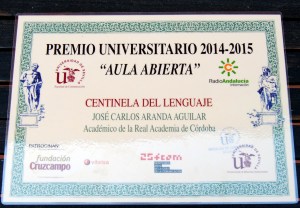 PREMIO UNIVERSITARIO 2014-2015
"AULA ABIERTA"
RadioAndalucía
Información
CENTINELA DEL LENGUAJE
JOSÉ CARLOS ARANDA AGUILAR
Académico de la Real Academia de Córdoba
Fundación
Cruzcampo